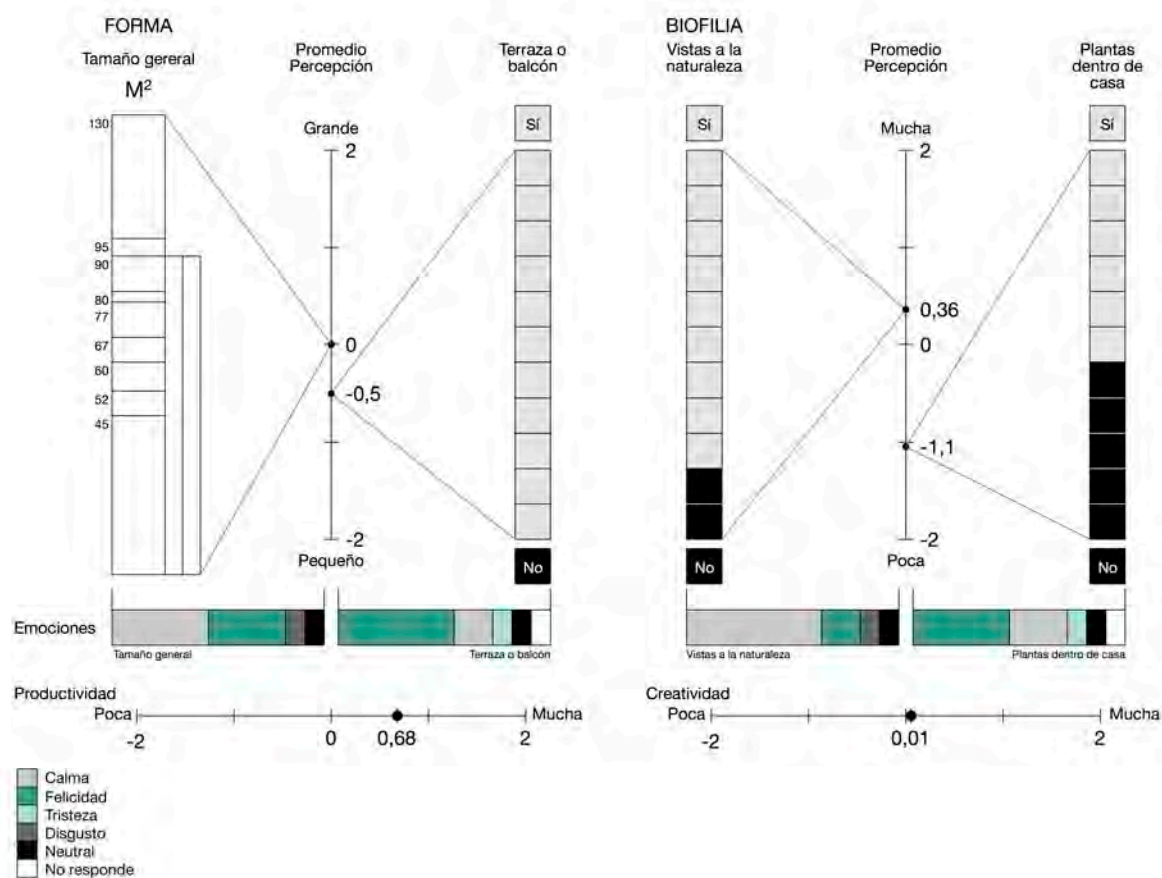 FORMA
Tamaño gereral
M²
Promedio
Percepción
Terraza o
balcón
130
95
90
80
77
67
60
52
45
Grande
2
0
-0,5
-2
Pequeño
Sí
No
BIOFILIA
Vistas a la
naturaleza
Promedio
Percepción
Plantas
dentro de
casa
Sí
No
Mucha
2
0,36
0
-1,1
-2
Poca
Sí
No
Emociones
Tamaño general
Terraza o balcón
Vistas a la naturaleza
Plantas dentro de casa
Productividad
Poca
Mucha
-2
0
0,68
2
Creatividad
Poca
Mucha
-2
0,01
2
Calma
Felicidad
Tristeza
Disgusto
Neutral
No responde